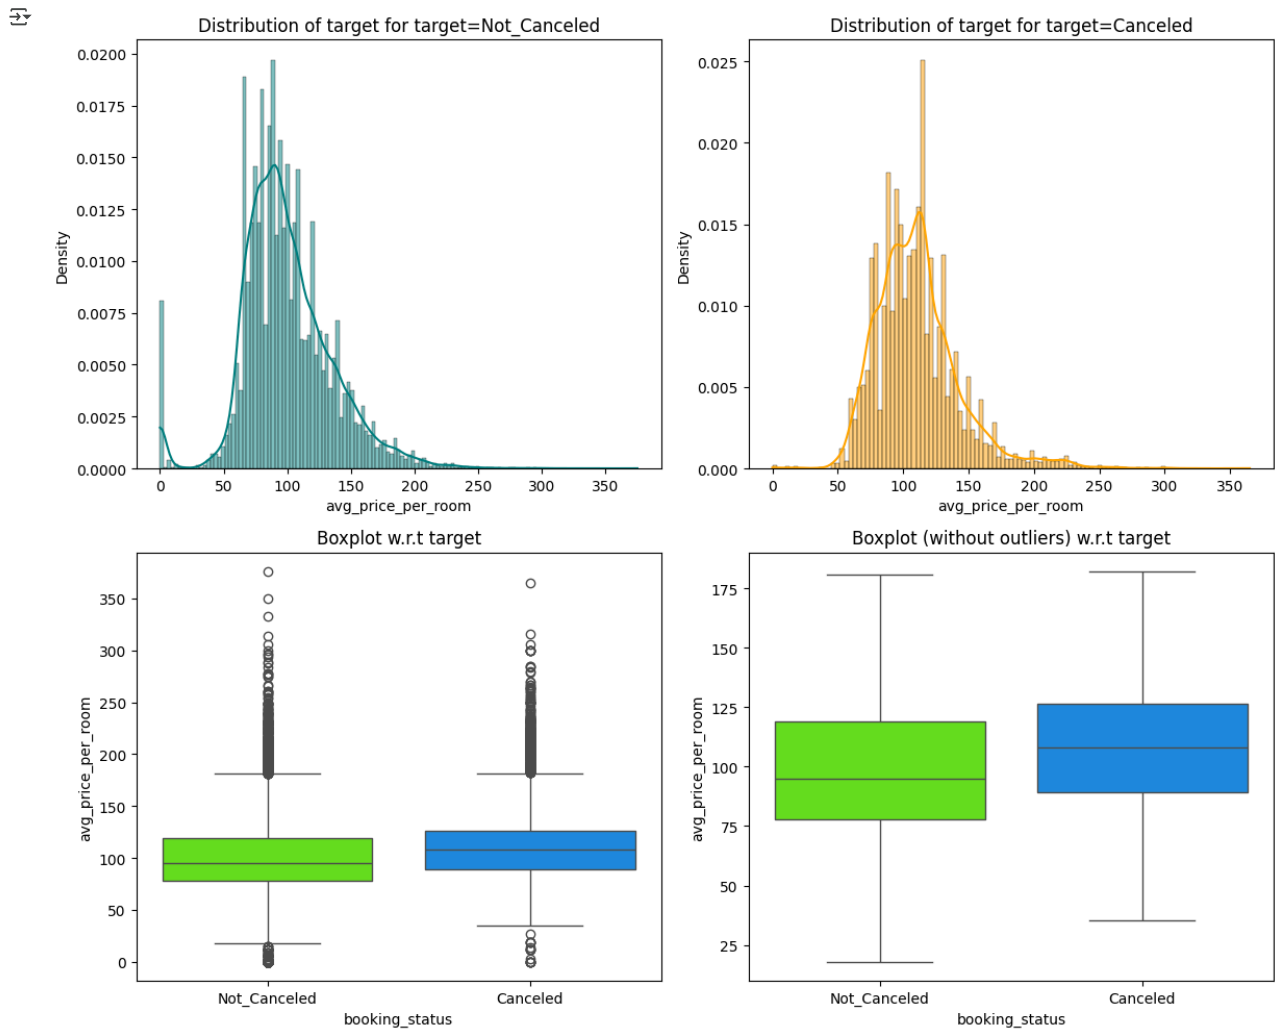 Distribution of target for target=Not_Canceled
0.0200
0.0175
0.0150
0.0125
0.0100
0.0075
0.0050
0.0025
0.0000
Density
0 50 100 150 200 250 300 350
avg_price_per_room
Distribution of target for target=Canceled
0.025
0.020
0.015
0.010
0.005
0.000
Density
0 50 100 150 200 250 300 350
avg_price_per_room
Boxplot w.r.t target
350
300
250
200
150
100
50
0
avg_price_per_room
Not_Canceled Canceled
booking_status
Boxplot (without outliers) w.r.t target
175
150
125
100
75
50
25
avg_price_per_room
Not_Canceled Canceled
booking_status